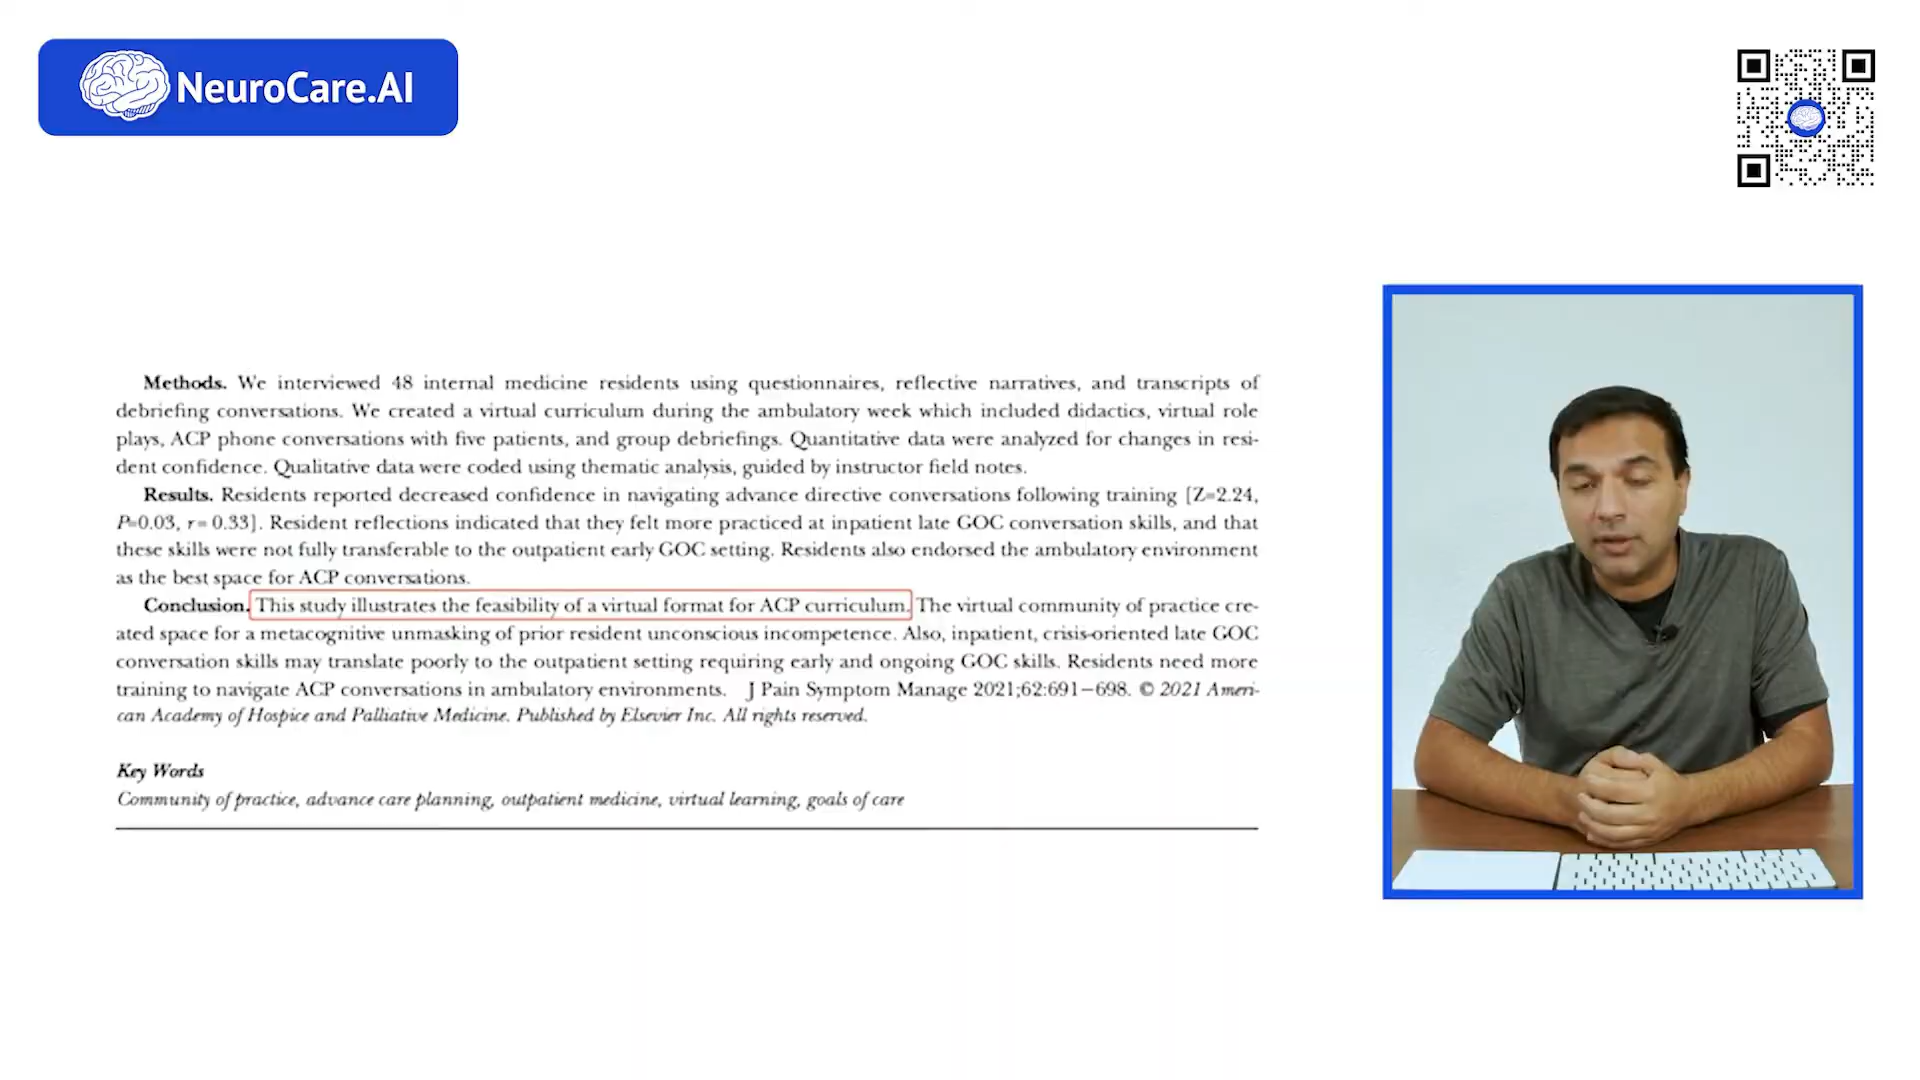 NeuroCare.AI
Methods. We interviewed 48 internal medicine residents using questionnaires, reflective narratives, and transcripts of
debriefing conversations. We created a virtual curriculum during the ambulatory week which included didactics, virtual role
plays, ACP phone conversations with five patients, and group debriefings. Quantitative data were analyzed for changes in resi-
dent confidence. Qualitative data were coded using thematic analysis, guided by instructor field notes.
Results. Residents reported decreased confidence in navigating advance directive conversations following training [Z=2.24,
P=0.03, r= 0.33]. Resident reflections indicated that they felt more practiced at inpatient late GOC conversation skills, and that
these skills were not fully transferable to the outpatient early GOC setting. Residents also endorsed the ambulatory environment
as the best space for ACP conversations.
Conclusion. This study illustrates the feasibility of a virtual format for ACP curriculum. The virtual community of practice cre-
ated space for a metacognitive unmasking of prior resident unconscious incompetence. Also, inpatient, crisis-oriented late GOC
conversation skills may translate poorly to the outpatient setting requiring early and ongoing GOC skills. Residents need more
training to navigate ACP conversations in ambulatory environments. J Pain Symptom Manage 2021;62:691–698. © 2021 Ameri-
can Academy of Hospice and Palliative Medicine. Published by Elsevier Inc. All rights reserved.
Key Words
Community of practice, advance care planning, outpatient medicine, virtual learning, goals of care